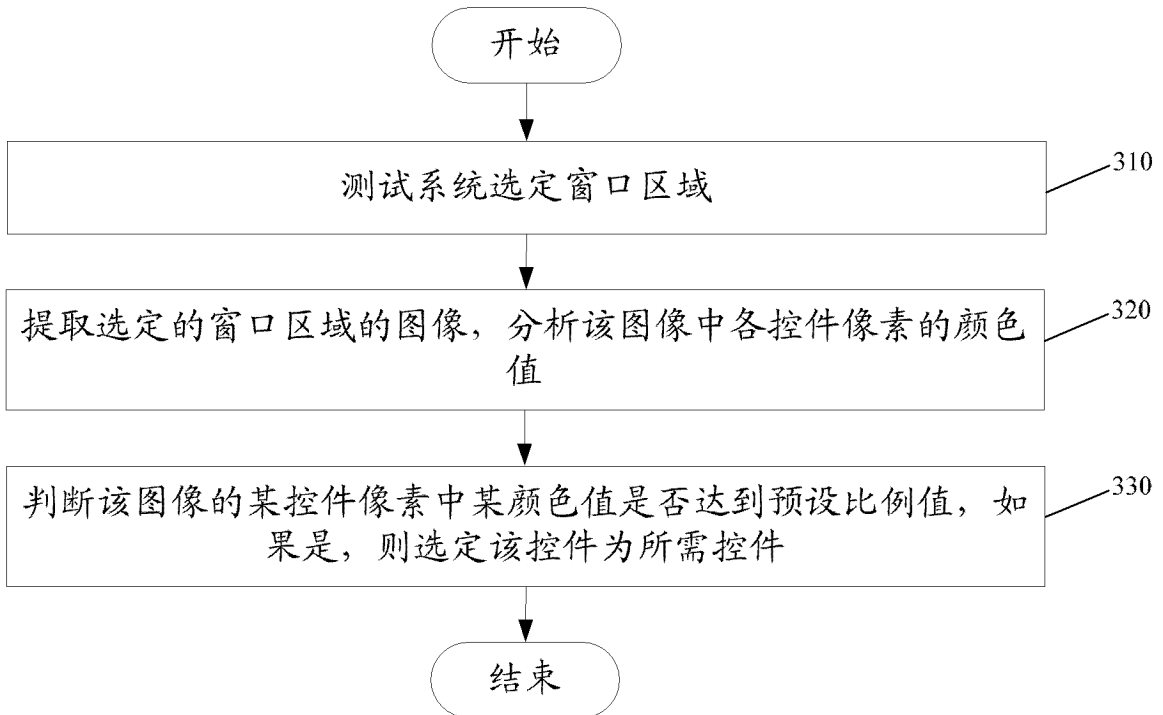 开始
测试系统选定窗口区域
310
提取选定的窗口区域的图像，分析该图像中各控件像素的颜色
值
320
判断该图像的某控件像素中某颜色值是否达到预设比例值，如
果是，则选定该控件为所需控件
330
结束